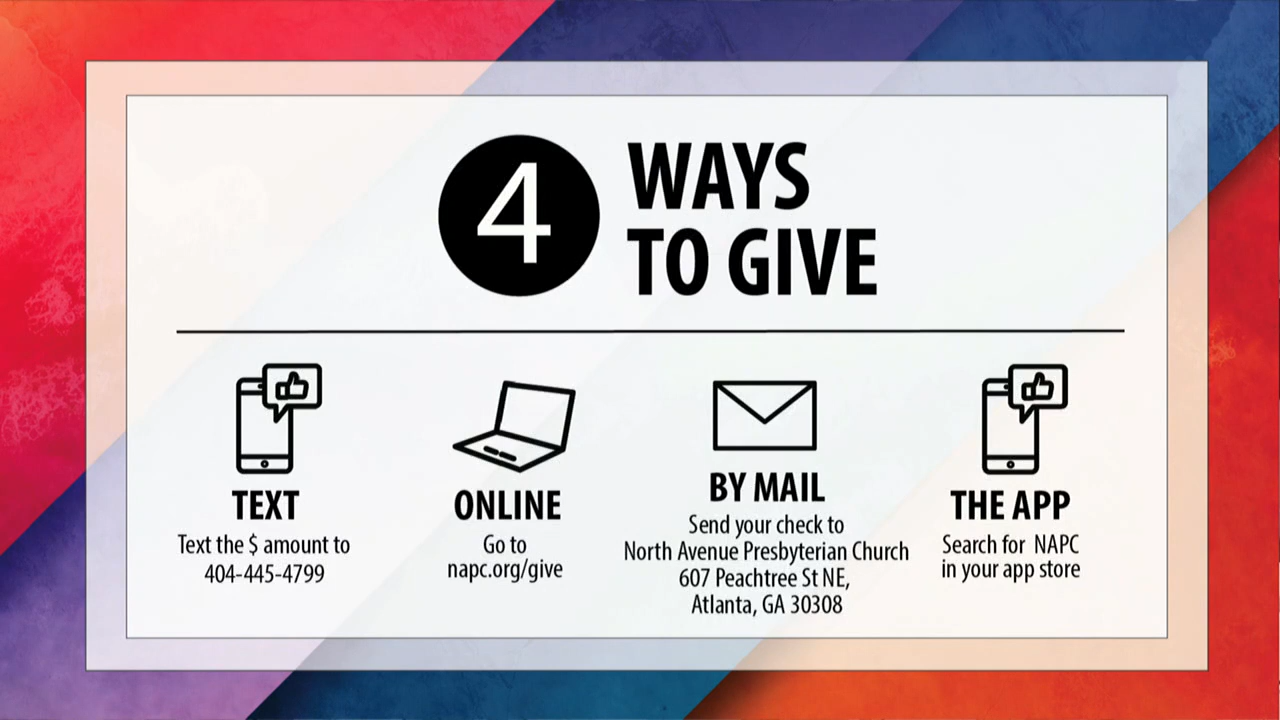 4
WAYS
TO GIVE
TEXT
Text the $ amount to
404-445-4799
ONLINE
Go to
napc.org/give
BY MAIL
Send your check to
North Avenue Presbyterian Church
607 Peachtree St NE,
Atlanta, GA 30308
THE APP
Search for NAPC
in your app store